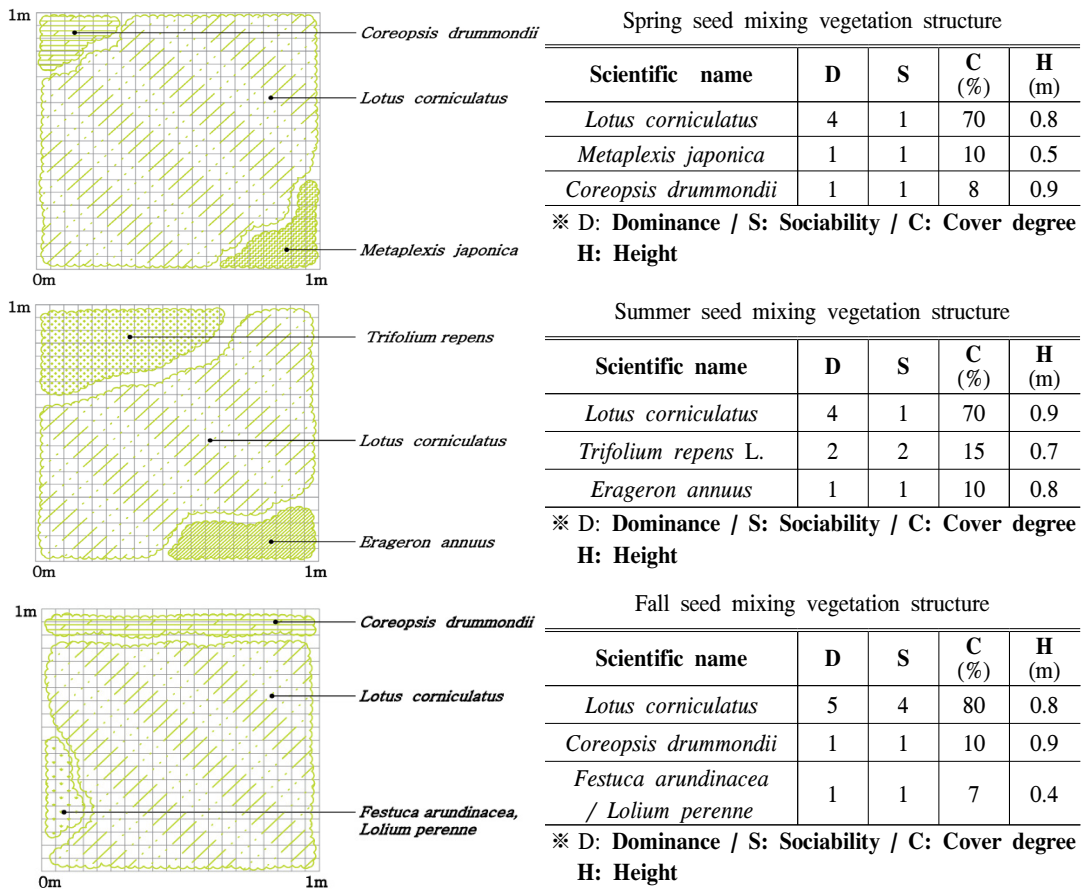 1m
Coreopsis drummondii
Lotus corniculatus
Metaplexis japonica
0m 1m
Spring seed mixing vegetation structure
Scientific name D S C (%) H (m)
Lotus corniculatus 4 1 70 0.8
Metaplexis japonica 1 1 10 0.5
Coreopsis drummondii 1 1 8 0.9
※ D: Dominance / S: Sociability / C: Cover degree
H: Height
1m
Trifolium repens
Lotus corniculatus
Erageron annuus
0m 1m
Summer seed mixing vegetation structure
Scientific name D S C (%) H (m)
Lotus corniculatus 4 1 70 0.9
Trifolium repens L. 2 2 15 0.7
Erageron annuus 1 1 10 0.8
※ D: Dominance / S: Sociability / C: Cover degree
H: Height
1m
Coreopsis drummondii
Lotus corniculatus
Festuca arundinacea,
Lolium perenne
0m 1m
Fall seed mixing vegetation structure
Scientific name D S C (%) H (m)
Lotus corniculatus 5 4 80 0.8
Coreopsis drummondii 1 1 10 0.9
Festuca arundinacea
/ Lolium perenne 1 1 7 0.4
※ D: Dominance / S: Sociability / C: Cover degree
H: Height